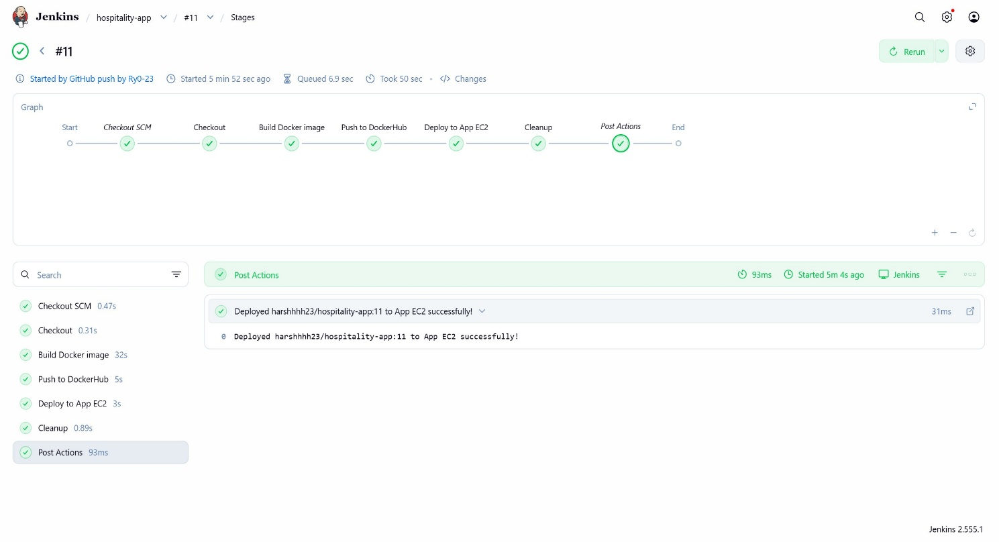 Jenkins / hospitality-app / #11 / Stages
#11
Rerun
Started by GitHub push by Ry0-23 Started 5 min 52 sec ago Queued 6.9 sec Took 50 sec • Changes
Graph
Start Checkout SCM Checkout Build Docker image Push to DockerHub Deploy to App EC2 Cleanup Post Actions End
Search
Post Actions 93ms Started 5m 4s ago Jenkins
Checkout SCM 0.47s
Checkout 0.31s
Build Docker image 32s
Push to DockerHub 5s
Deploy to App EC2 3s
Cleanup 0.89s
Post Actions 93ms
Deployed harshhhh23/hospitality-app:11 to App EC2 successfully! 31ms
0 Deployed harshhhh23/hospitality-app:11 to App EC2 successfully!
Jenkins 2.555.1